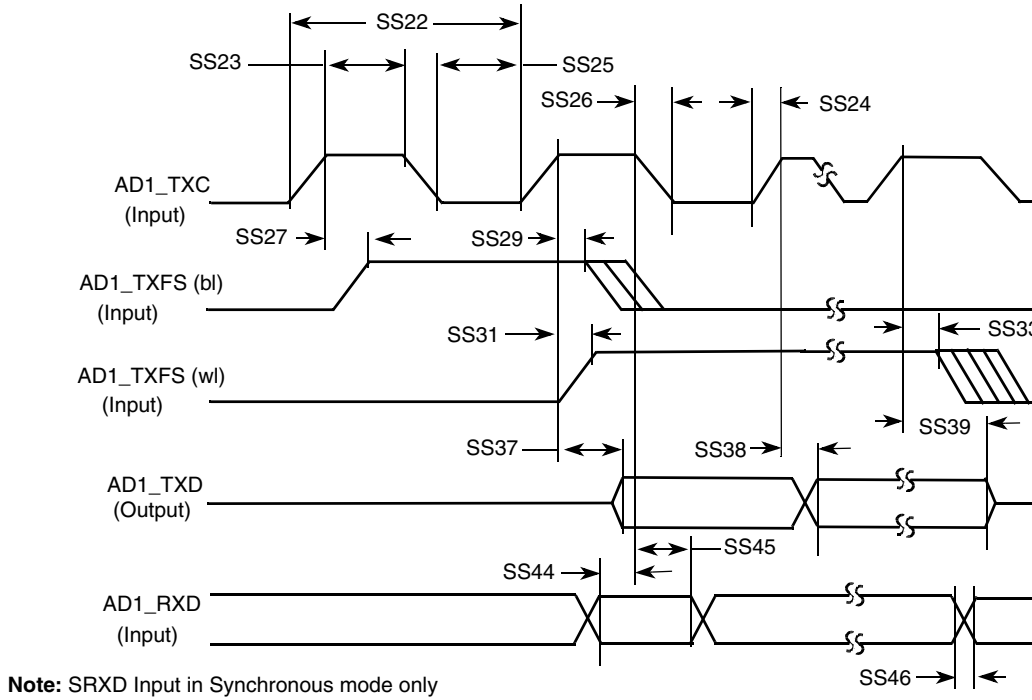 SS22
SS23
SS25
SS26
SS24
AD1_TXC
(Input)
SS27
SS29
AD1_TXFS (bl)
(Input)
SS31
SS33
AD1_TXFS (wl)
(Input)
SS37
SS38
SS39
AD1_TXD
(Output)
SS45
SS44
AD1_RXD
(Input)
SS46
Note: SRXD Input in Synchronous mode only